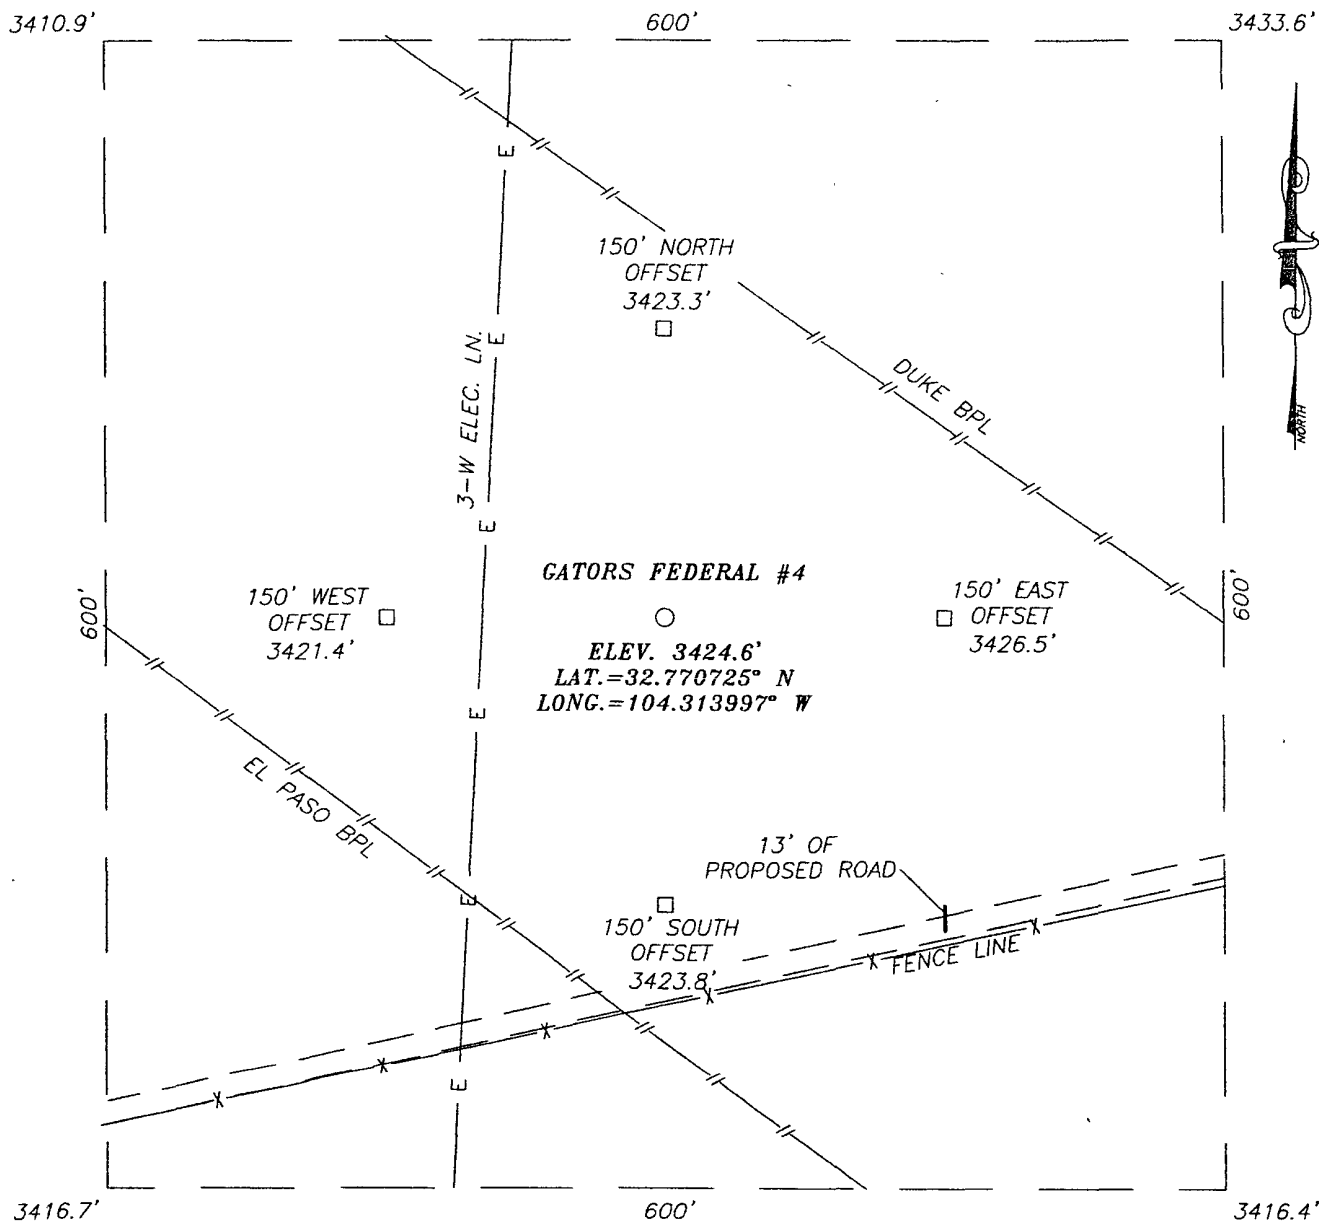 3410.9'
600'
3433.6'
NORTH
150' NORTH
OFFSET
3423.3'
3-W ELEC. LN.
DUKE BPL
GATORS FEDERAL #4
ELEV. 3424.6'
LAT.=32.770725° N
LONG.=104.313997° W
150' WEST
OFFSET
3421.4'
150' EAST
OFFSET
3426.5'
600'
600'
EL PASO BPL
13' OF
PROPOSED ROAD
150' SOUTH
OFFSET
3423.8'
FENCE LINE
E
E
E
E
E
E
X
X
X
X
X
X
3416.7'
600'
3416.4'